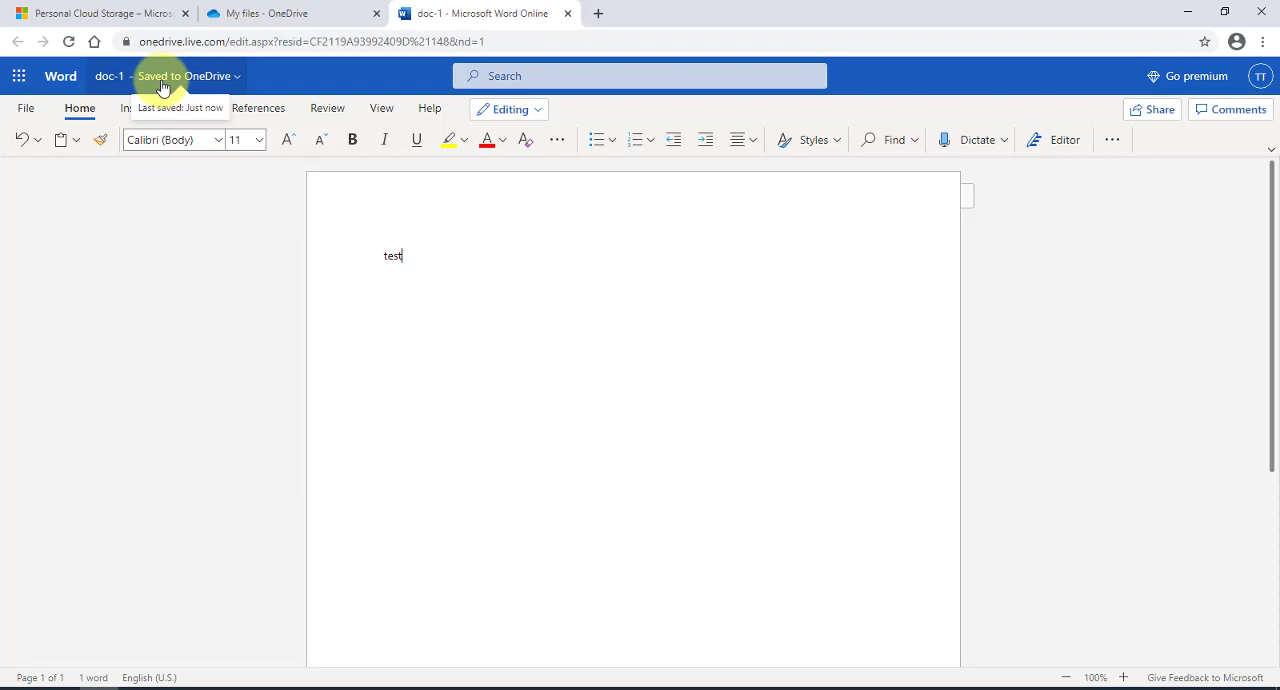 Personal Cloud Storage – Micros
My files - OneDrive
doc-1 - Microsoft Word Online
onedrive.live.com/edit.aspx?resid=CF2119A93992409D%21148&nd=1
Word
doc-1 - Saved to OneDrive
Search
Go premium
TT
File
Home
In
Last saved: Just now
References
Review
View
Help
Editing
Share
Comments
Calibri (Body)
11
A
A
B
I
U
A
A
Styles
Find
Dictate
Editor
test
Page 1 of 1
1 word
English (U.S.)
100%
Give Feedback to Microsoft